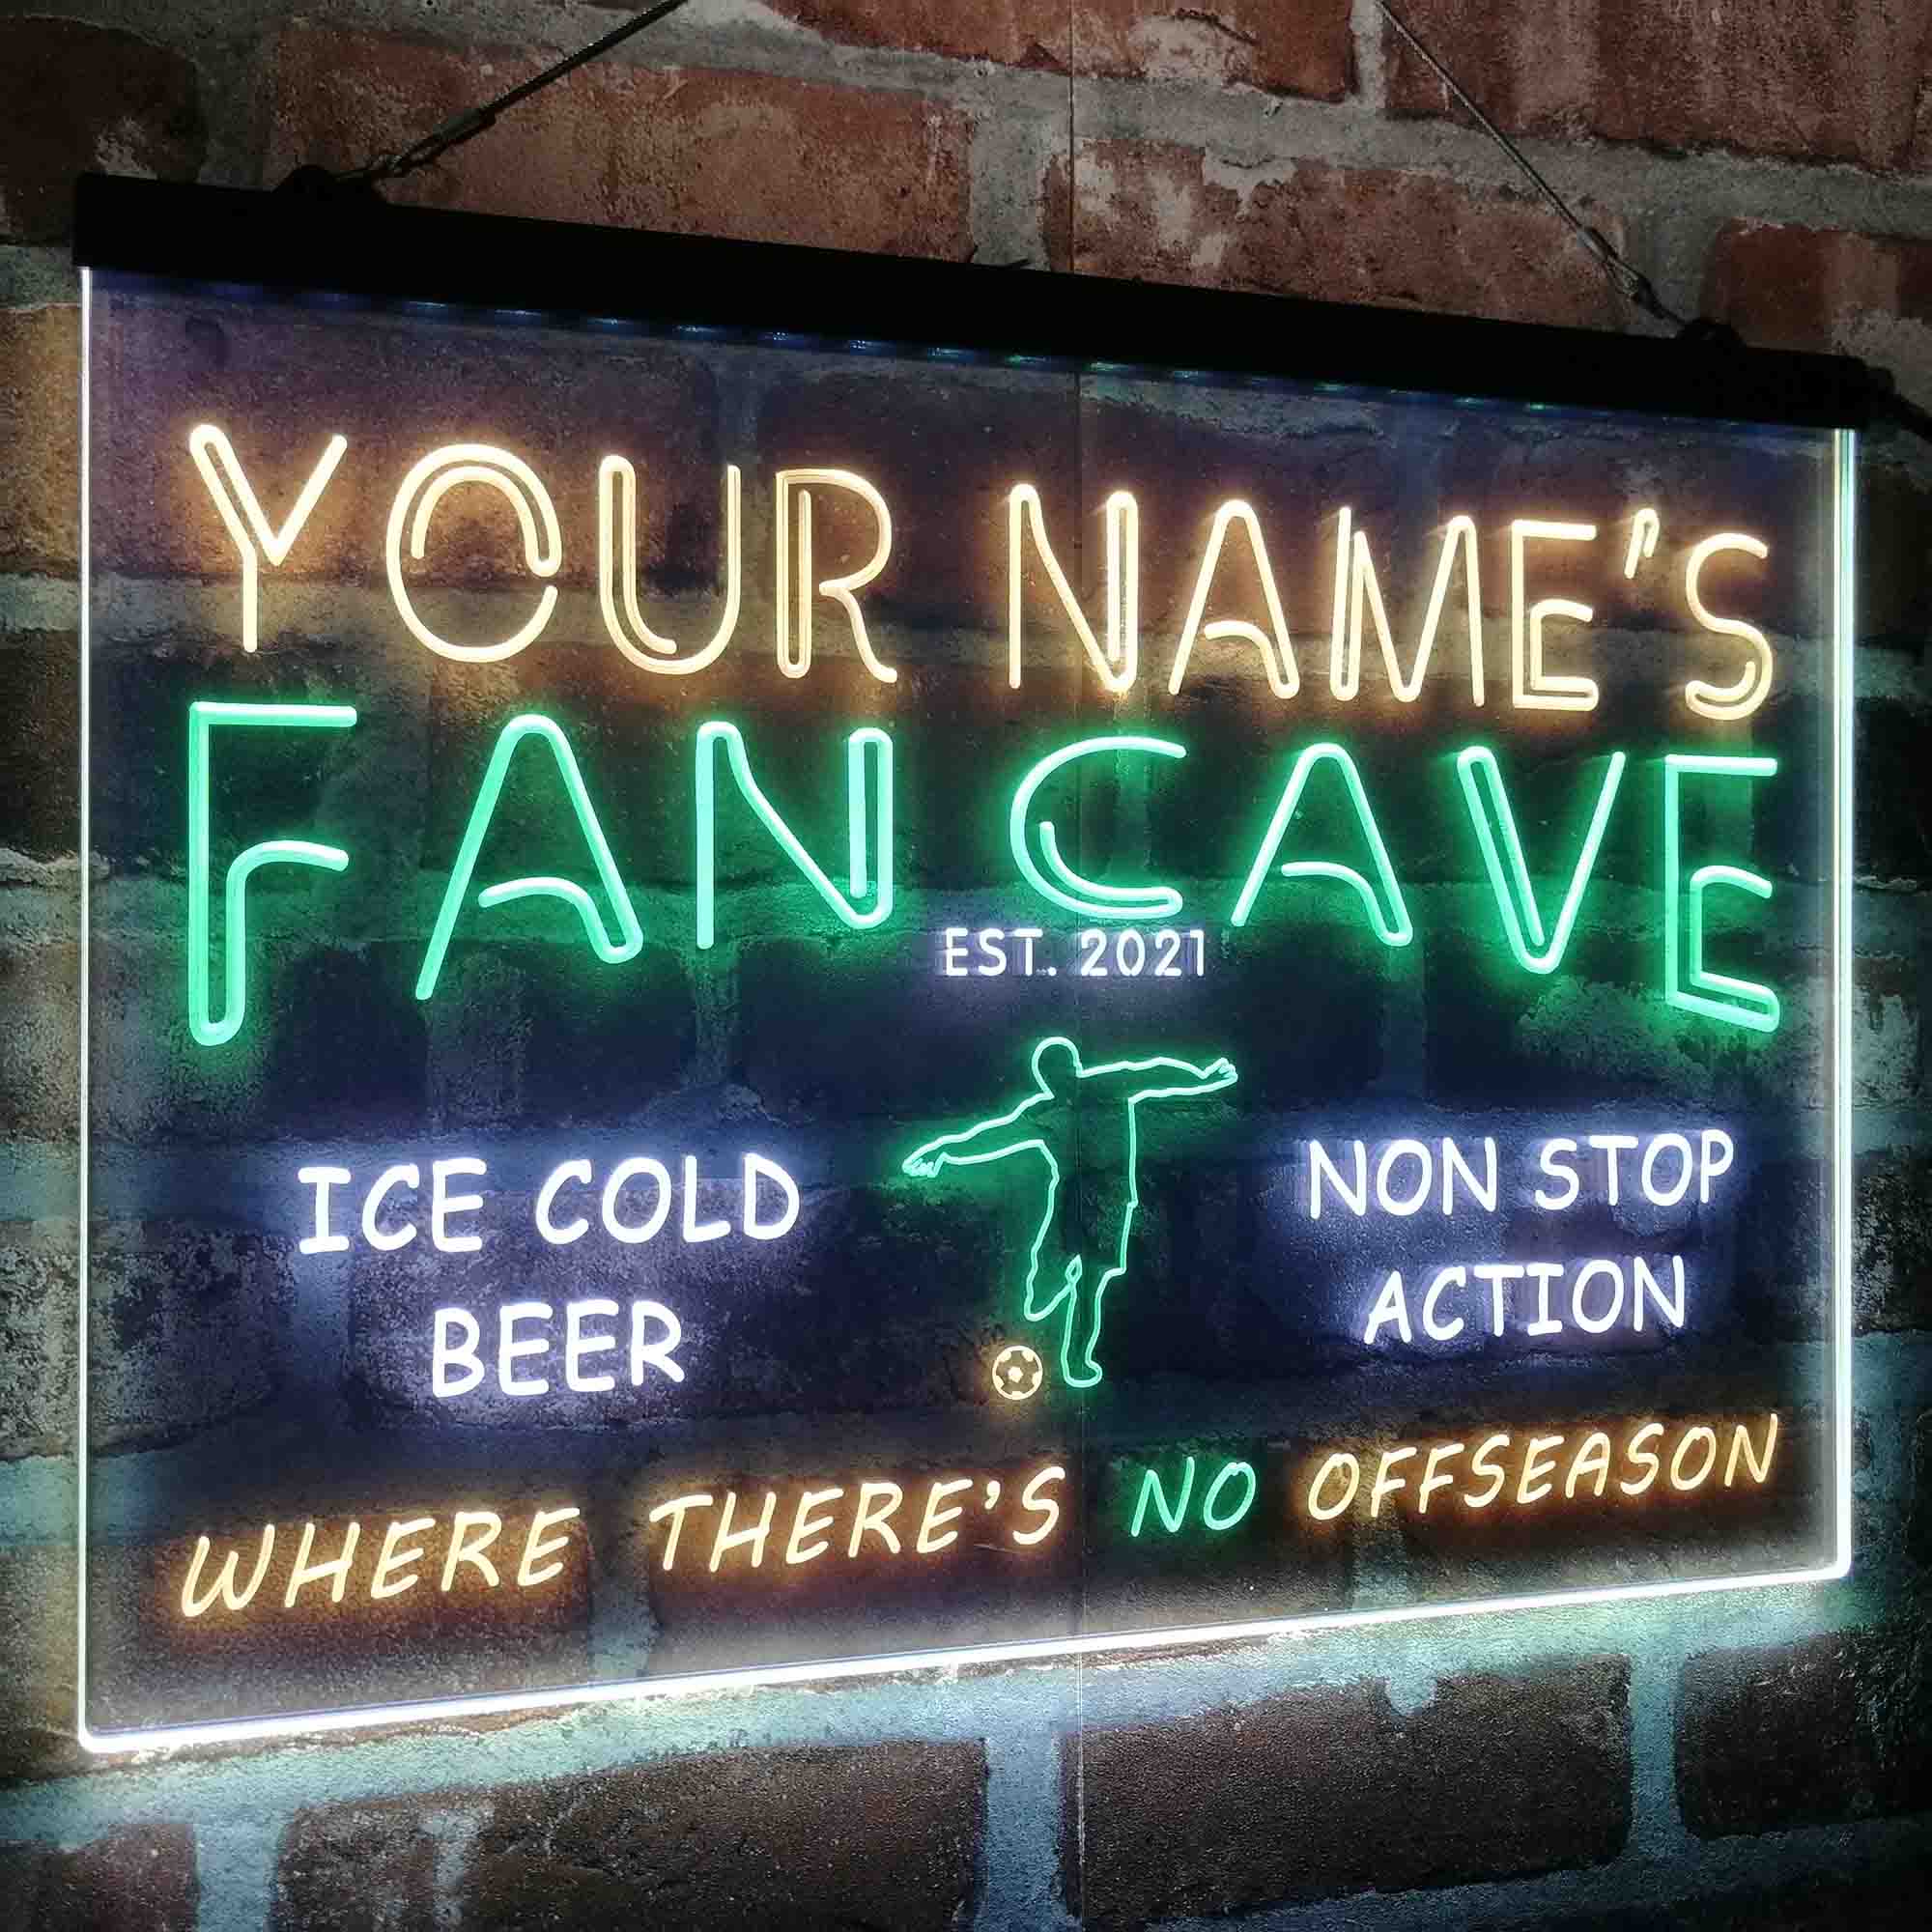 YOUR NAME'S
FAN CAVE
EST. 2021
ICE COLD
BEER
NON STOP
ACTION
WHERE THERE'S NO OFFSEASON